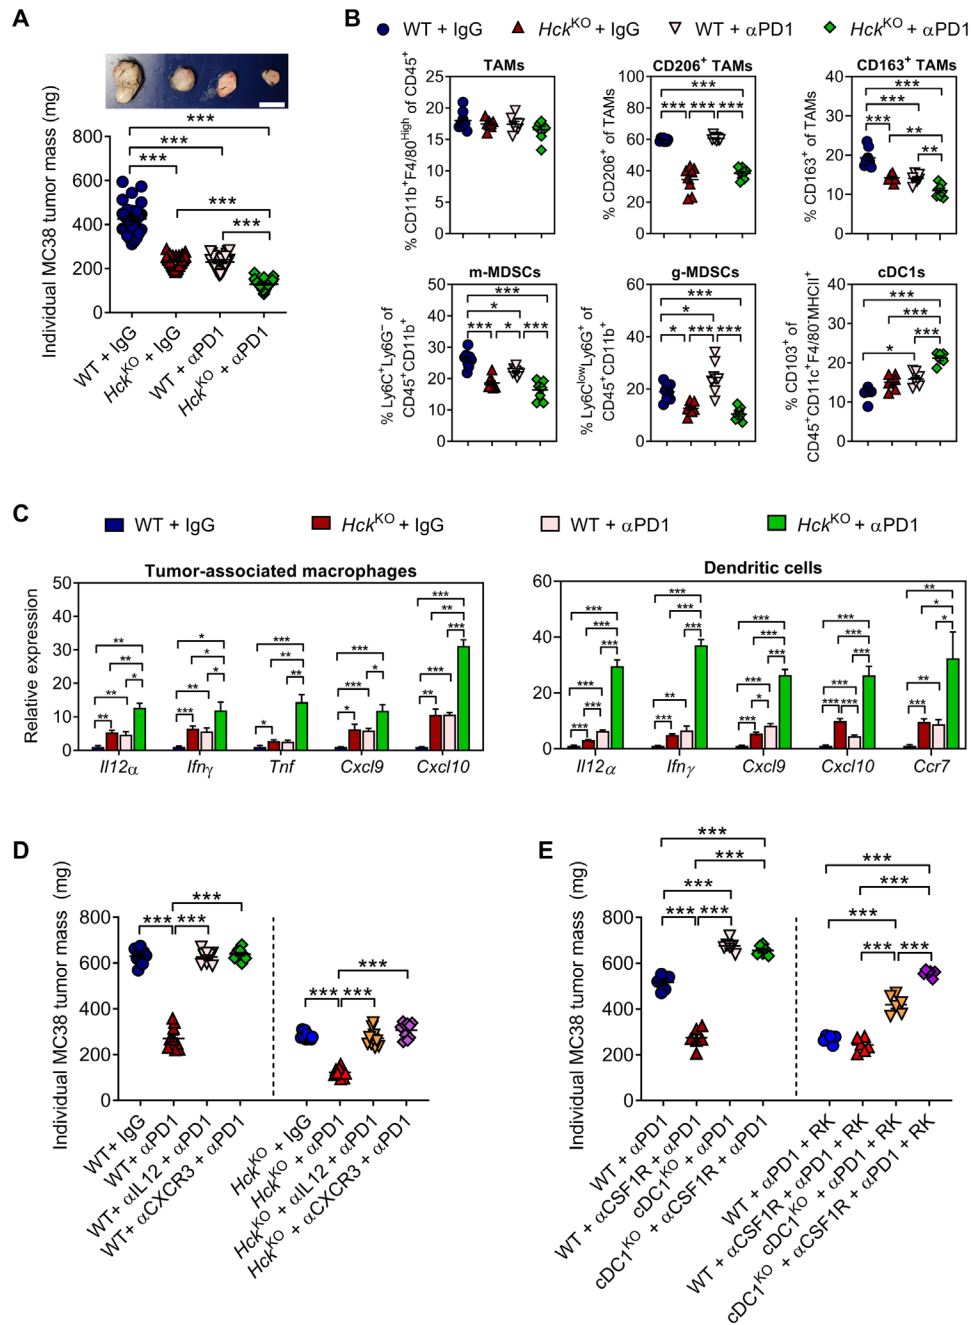 A
Individual MC38 tumor mass (mg)
800
600
400
200
0
***
***
***
***
***
WT + IgG
HckKO + IgG
WT + αPD1
HckKO + αPD1
B
WT + IgG
HckKO + IgG
WT + αPD1
HckKO + αPD1
TAMs
% CD11b+F4/80High of CD45+
25
20
15
10
5
0
CD206+ TAMs
% CD206+ of TAMs
100
80
60
40
20
0
***
***
*** *** ***
CD163+ TAMs
% CD163+ of TAMs
40
30
20
10
0
***
***
***
**
**
m-MDSCs
% Ly6C+Ly6G− of
CD45+CD11b+
50
40
30
20
10
0
***
*
*** * ***
g-MDSCs
% Ly6ClowLy6G+ of
CD45+CD11b+
60
40
20
0
***
*
* *** ***
cDC1s
% CD103+ of
CD45+CD11c+F4/80-MHCII+
40
30
20
10
0
***
***
***
*
C
WT + IgG
HckKO + IgG
WT + αPD1
HckKO + αPD1
Tumor-associated macrophages
Relative expression
50
40
30
20
10
0
**
**
*
**
**
*
*
*
**
***
***
**
**
*
***
*
***
**
***
**
***
***
**
Il12α
Ifnγ
Tnf
Cxcl9
Cxcl10
Dendritic cells
60
40
20
0
***
***
***
***
***
***
***
***
***
**
***
***
***
***
***
*
***
***
***
***
***
*** ***
**
*
*
**
***
Il12α
Ifnγ
Cxcl9
Cxcl10
Ccr7
D
Individual MC38 tumor mass (mg)
800
600
400
200
0
***
*** ***
***
*** ***
WT+ IgG
WT+ αPD1
WT+ αIL12 + αPD1
WT+ αCXCR3 + αPD1
HckKO + IgG
HckKO + αPD1
HckKO + αIL12 + αPD1
HckKO + αCXCR3 + αPD1
E
Individual MC38 tumor mass (mg)
800
600
400
200
0
***
***
***
*** ***
***
***
***
*** ***
WT + αPD1
WT + αCSF1R + αPD1
cDC1KO + αPD1
cDC1KO + αCSF1R + αPD1
WT + αPD1 + RK
WT + αCSF1R + αPD1 + RK
cDC1KO + αPD1 + RK
cDC1KO + αCSF1R + αPD1 + RK